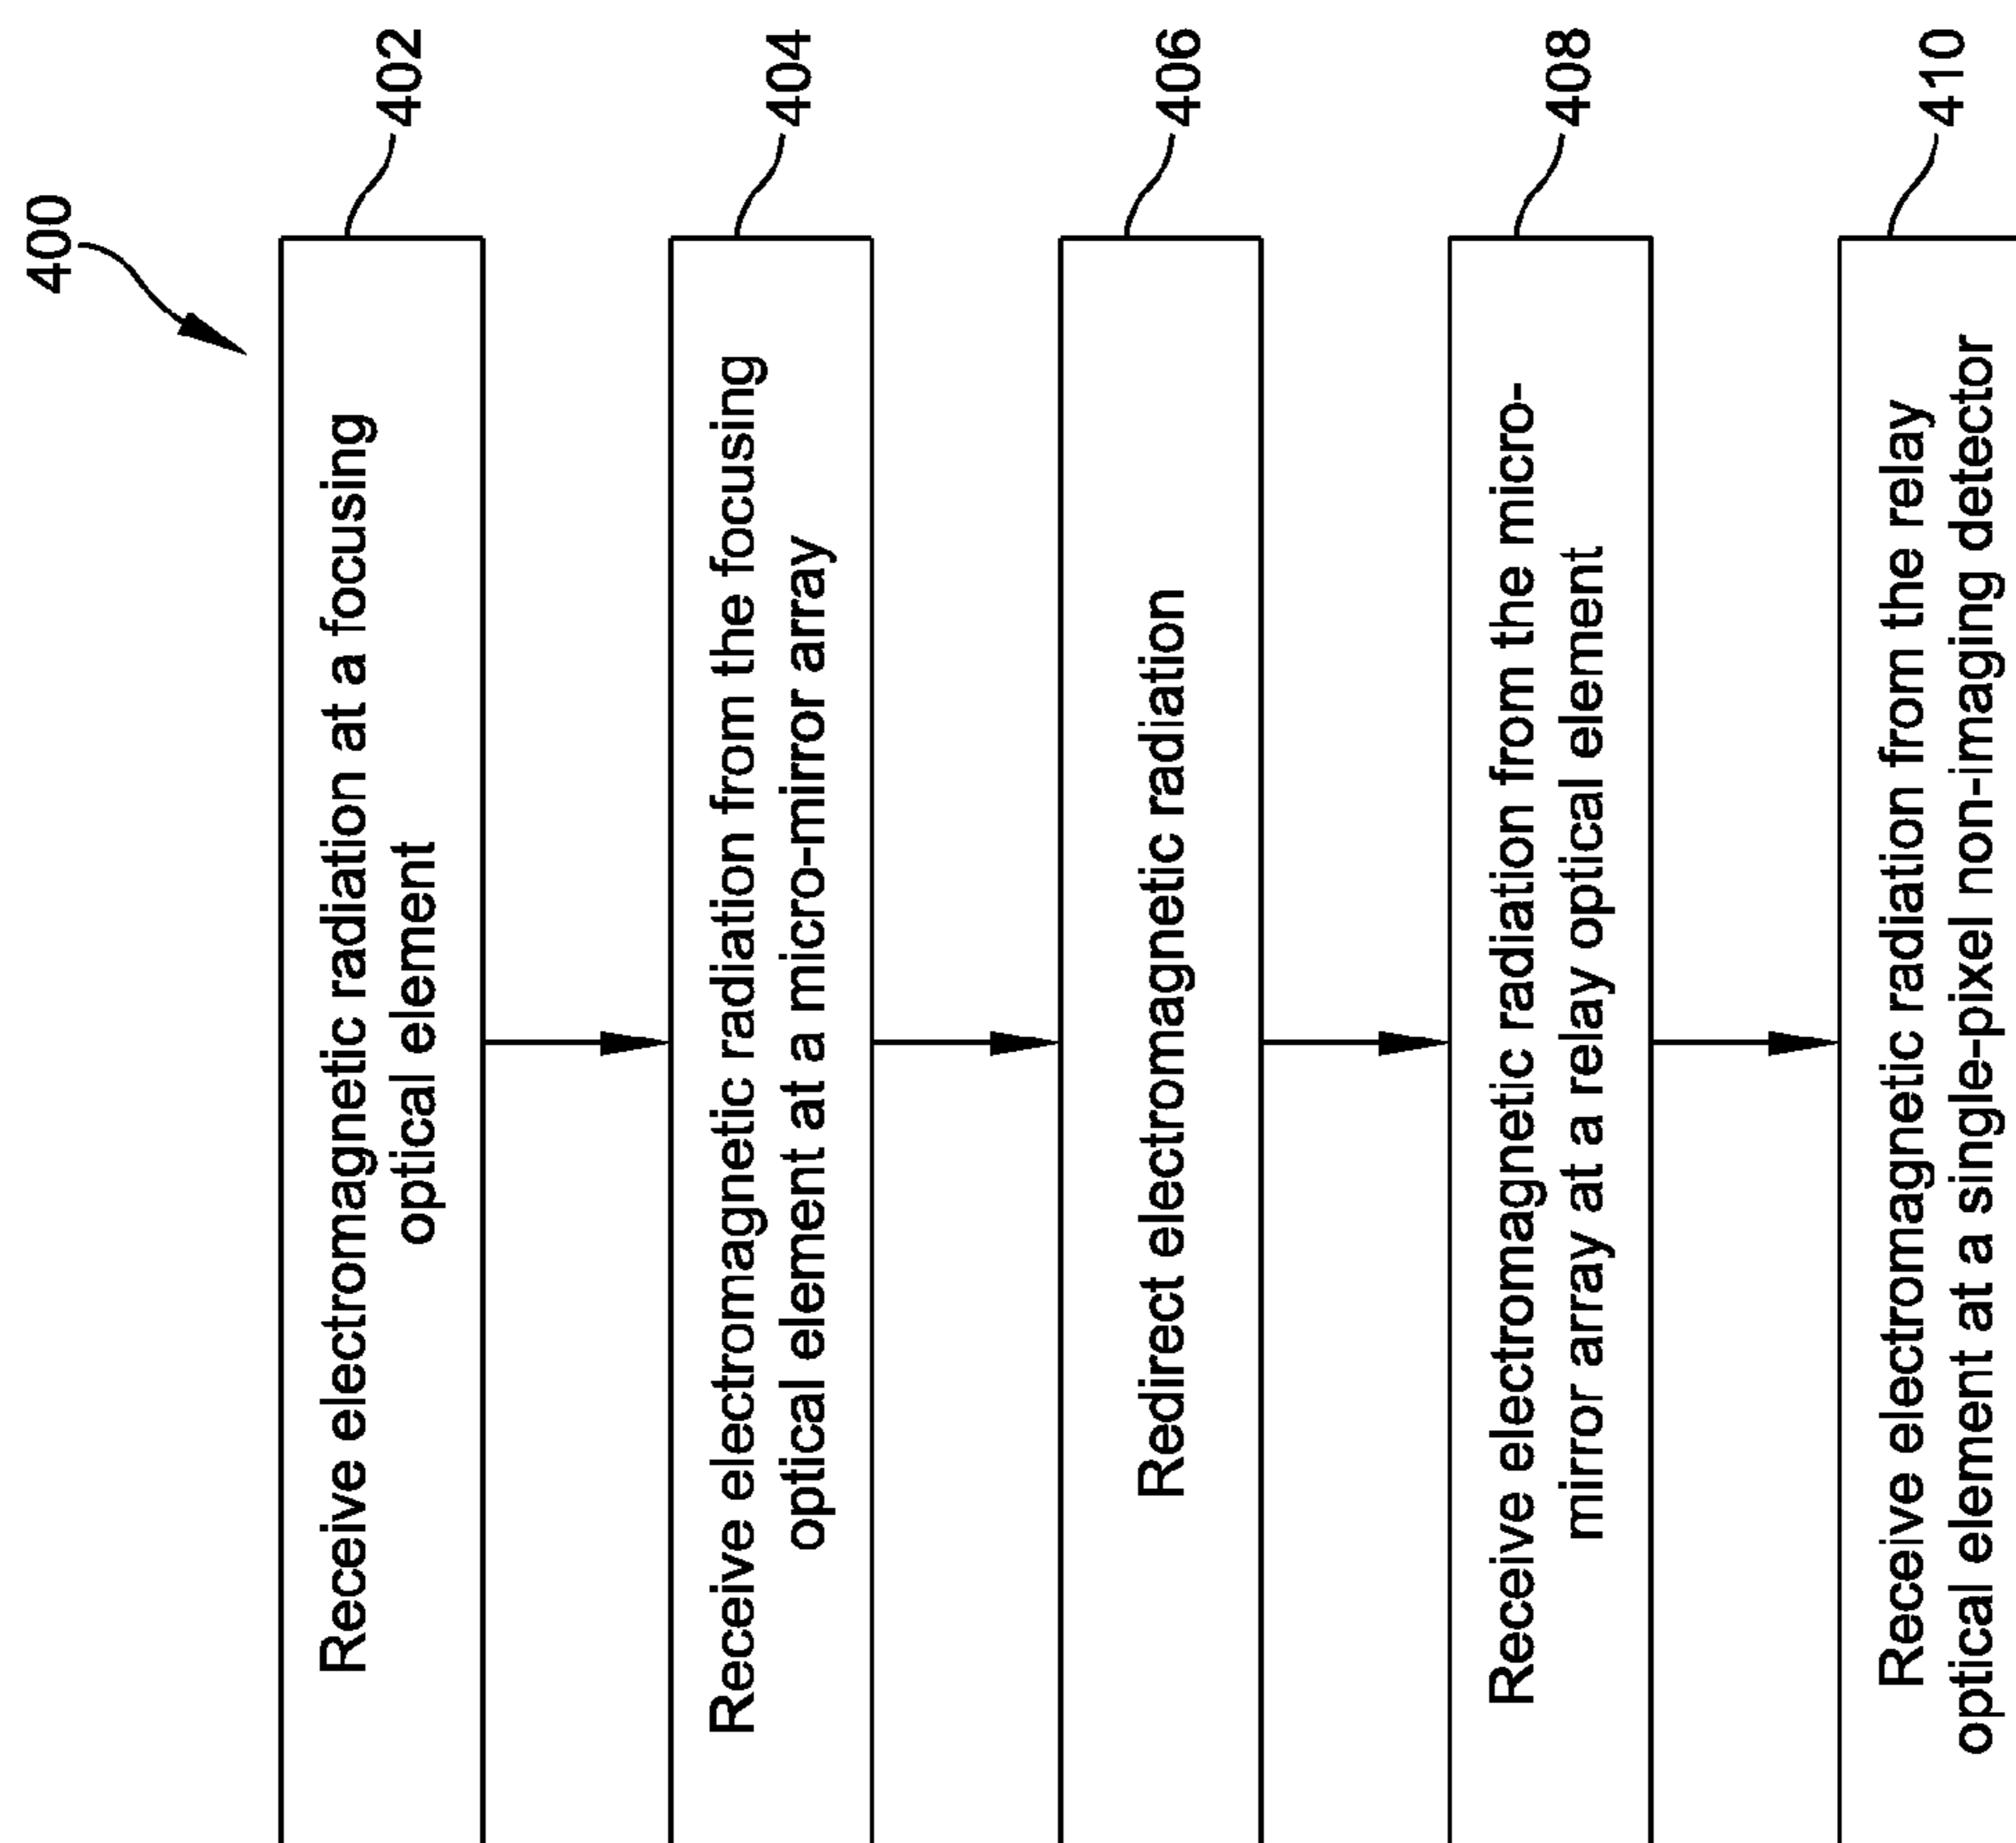 400
402
Receive electromagnetic radiation at a focusing
optical element
404
Receive electromagnetic radiation from the focusing
optical element at a micro-mirror array
406
Redirect electromagnetic radiation
408
Receive electromagnetic radiation from the micro-
mirror array at a relay optical element
410
Receive electromagnetic radiation from the relay
optical element at a single-pixel non-imaging detector